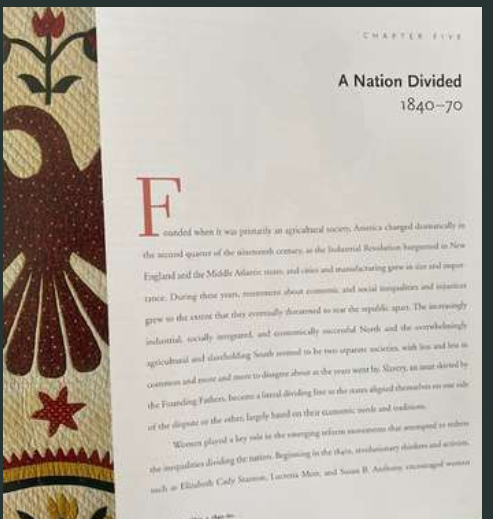 CHAPTER FIVE
A Nation Divided
1840–70
Founded when it was primarily an agricultural society, America changed dramatically in
the second quarter of the nineteenth century, as the Industrial Revolution burgeoned in New
England and the Middle Atlantic states, and cities and manufacturing grew in size and impor-
tance. During these years, resentment about economic and social inequalities and injustices
grew to the extent that they eventually threatened to tear the republic apart. The increasingly
industrial, socially integrated, and economically successful North and the overwhelmingly
agricultural and slaveholding South seemed to be two separate societies, with less and less in
common and more and more to disagree about as the years went by. Slavery, an issue skirted by
the Founding Fathers, became a literal dividing line as the states aligned themselves on one side
of the dispute or the other, largely based on their economic needs and traditions.
Women played a key role in the emerging reform movements that attempted to redress
the inequalities dividing the nation. Beginning in the 1840s, revolutionary thinkers and activists,
such as Elizabeth Cady Stanton, Lucretia Mott, and Susan B. Anthony, encouraged women